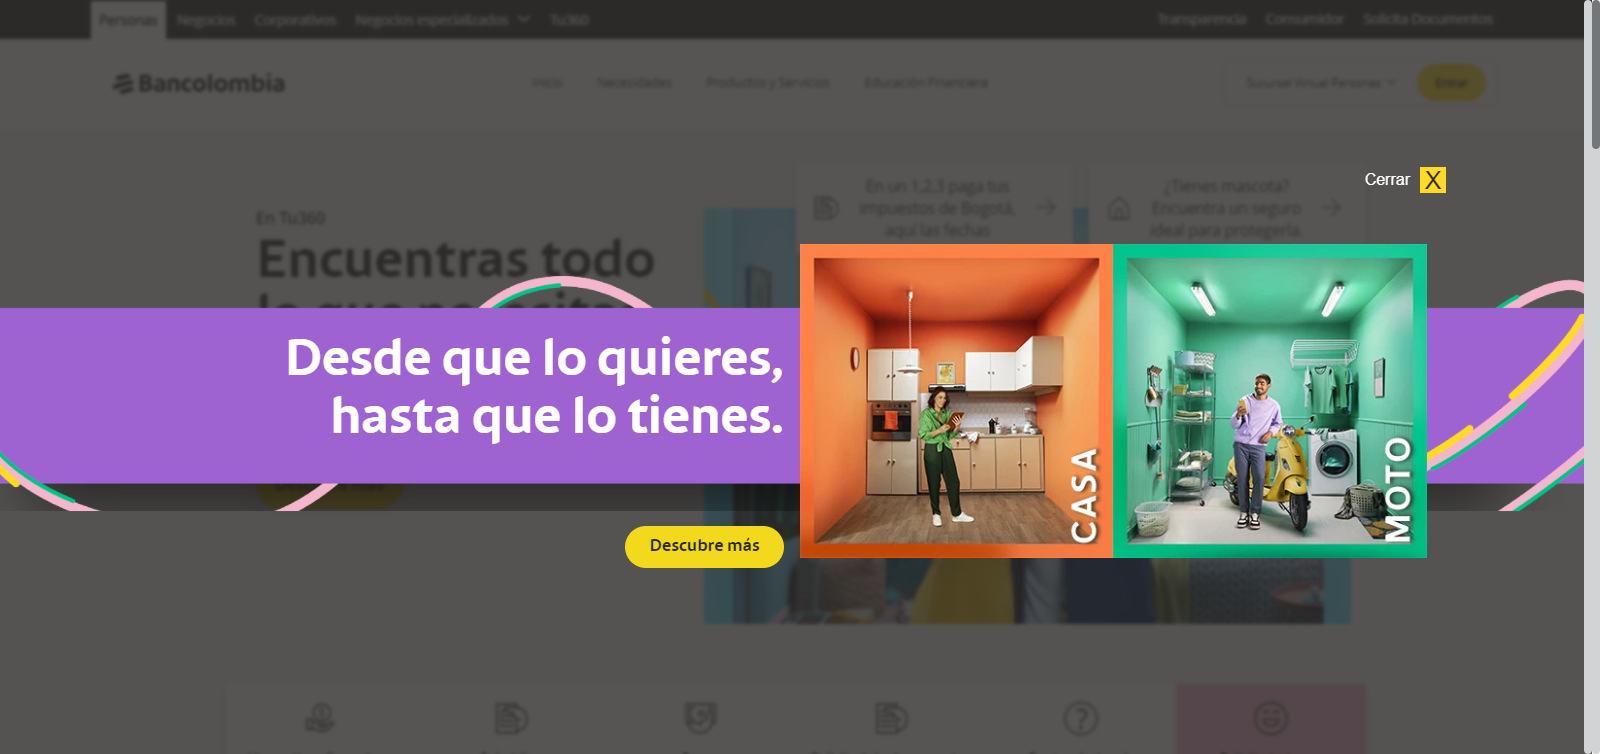 Personas Negocios Corporativos Negocios especializados Tu360 Transparencia Consumidor Solicita Documentos
Bancolombia Inicio Necesidades Productos y Servicios Educación Financiera Sucursal Virtual Personas Entrar
Cerrar X
En un 1,2,3 paga tus
impuestos de Bogotá,
aquí las fechas
¿Tienes mascota?
Encuentra un seguro
ideal para protegerla.
En Tu360
Encuentras todo
lo que necesitas
Desde que lo quieres,
hasta que lo tienes.
CASA
MOTO
Descubre más